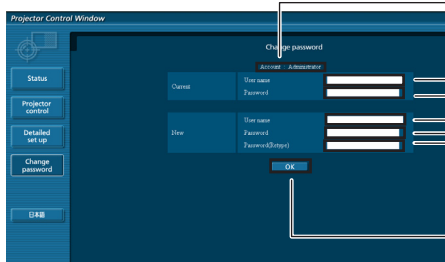 Projector Control Window
Change password
Account : Administrator
Status
Projector control
Detailed set up
Change password
日本語
Current
User name
Password
New
User name
Password
Password(Retype)
OK